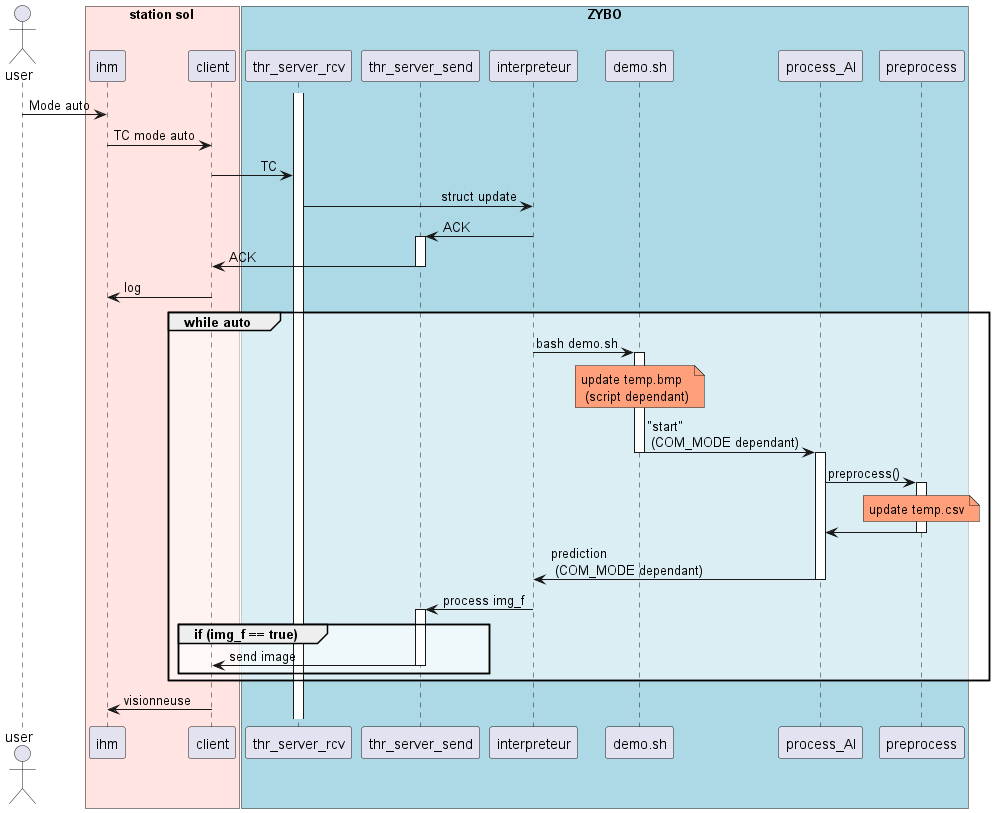 station sol
ZYBO
user
ihm
client
thr_server_rcv
thr_server_send
interpreteur
demo.sh
process_AI
preprocess
Mode auto
TC mode auto
TC
struct update
ACK
ACK
log
while auto
bash demo.sh
update temp.bmp
(script dependant)
"start"
(COM_MODE dependant)
preprocess()
update temp.csv
prediction
(COM_MODE dependant)
process img_f
if (img_f == true)
send image
visionneuse
user
ihm
client
thr_server_rcv
thr_server_send
interpreteur
demo.sh
process_AI
preprocess